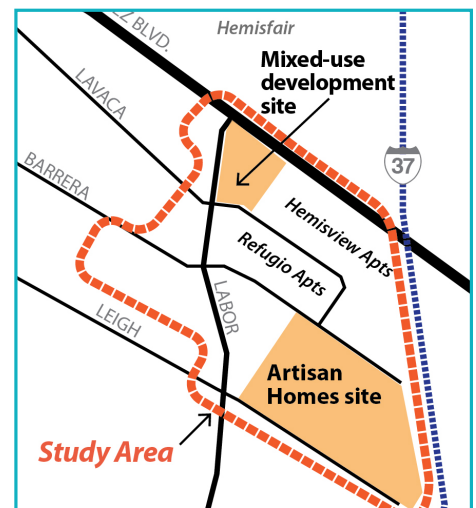 EZ BLVD.
Hemisfair
Mixed-use
development
site
LAVACA
37
BARRERA
Hemisview Apts
Refugio Apts
LABOR
LEIGH
Artisan
Homes site
Study Area